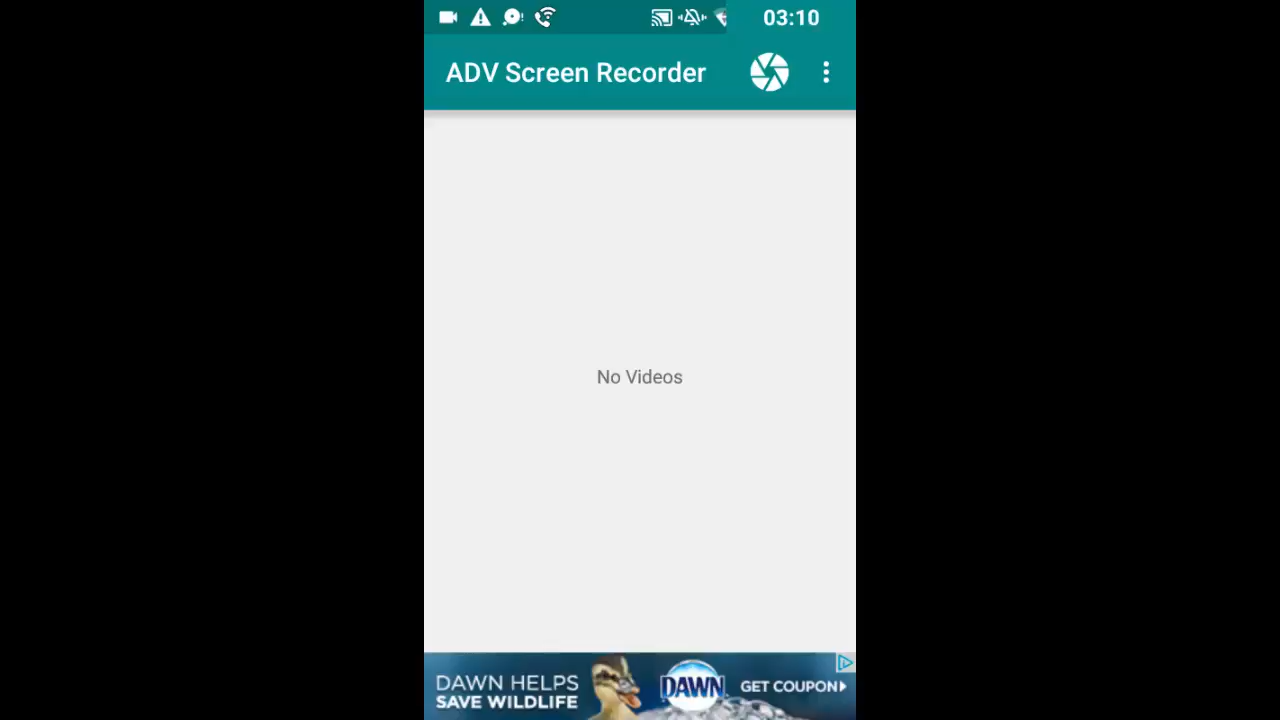 03:10
ADV Screen Recorder
No Videos
DAWN HELPS
SAVE WILDLIFE
DAWN
GET COUPON